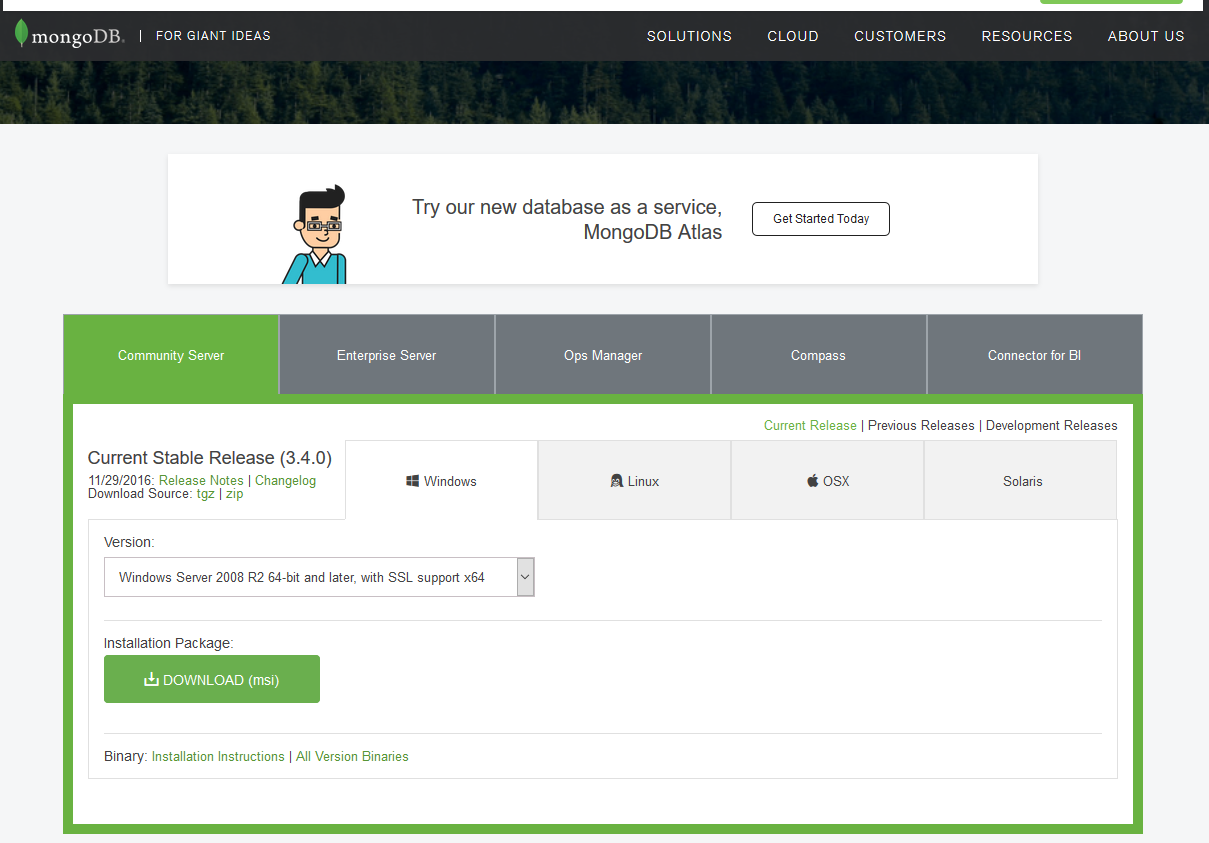 mongoDB. | FOR GIANT IDEAS SOLUTIONS CLOUD CUSTOMERS RESOURCES ABOUT US
Try our new database as a service,
MongoDB Atlas
Get Started Today
Community Server Enterprise Server Ops Manager Compass Connector for BI
Current Release | Previous Releases | Development Releases
Current Stable Release (3.4.0)
11/29/2016: Release Notes | Changelog
Download Source: tgz | zip
Windows Linux OSX Solaris
Version:
Windows Server 2008 R2 64-bit and later, with SSL support x64
Installation Package:
DOWNLOAD (msi)
Binary: Installation Instructions | All Version Binaries